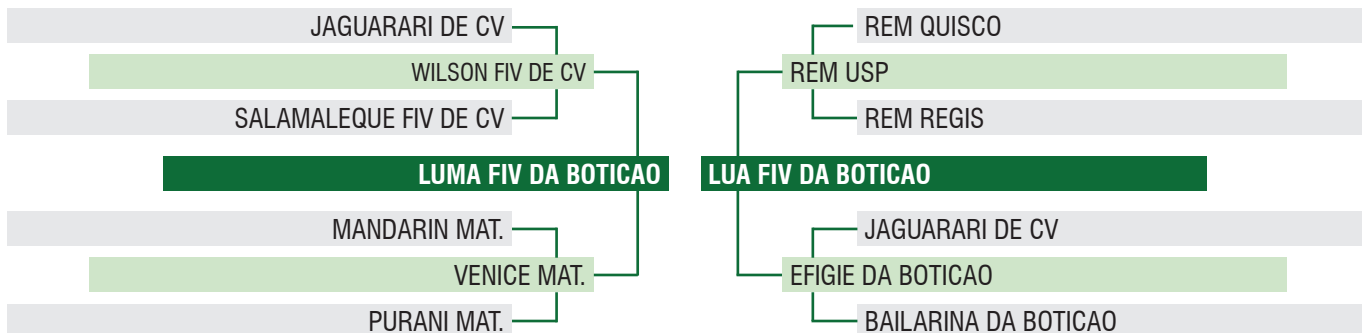 JAGUARARI DE CV
WILSON FIV DE CV
SALAMALEQUE FIV DE CV
LUMA FIV DA BOTICAO
MANDARIN MAT.
VENICE MAT.
PURANI MAT.
REM QUISCO
REM USP
REM REGIS
LUA FIV DA BOTICAO
JAGUARARI DE CV
EFIGIE DA BOTICAO
BAILARINA DA BOTICAO